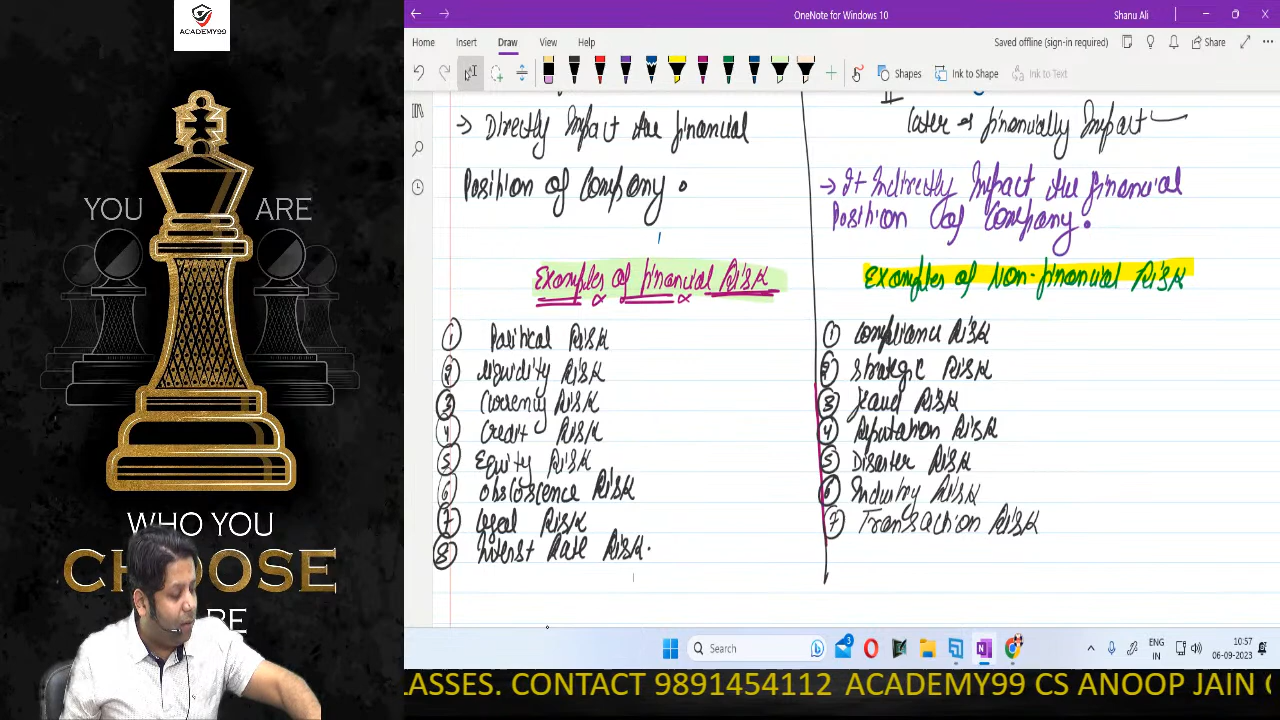 ACADEMY99
YOU ARE
WHO YOU
CHOOSE
RE
OneNote for Windows 10
Shanu Ali
Home Insert Draw View Help
Saved offline (sign-in required)
Share
Shapes
Ink to Shape
Ink to Text
→ Directly Impact the financial
Position of Company.
Examples of financial Risk
① Political Risk
② liquidity Risk
③ Currency Risk
④ Credit Risk
⑤ Equity Risk
⑥ Obsolscence Risk
⑦ legal Risk
⑧ Interst Rate Risk.
later → financially Impact
→ It Indirectly Impact the financial
Position of Company.
Examples of Non-financial Risk
① Compliance Risk
② Strategic Risk
③ Fraud Risk
④ Reputation Risk
⑤ Disaster Risk
⑥ Industry Risk
⑦ Transaction Risk
Search
3
ENG
IN
10:57
06-09-2023
LASSES. CONTACT 9891454112 ACADEMY99 CS ANOOP JAIN